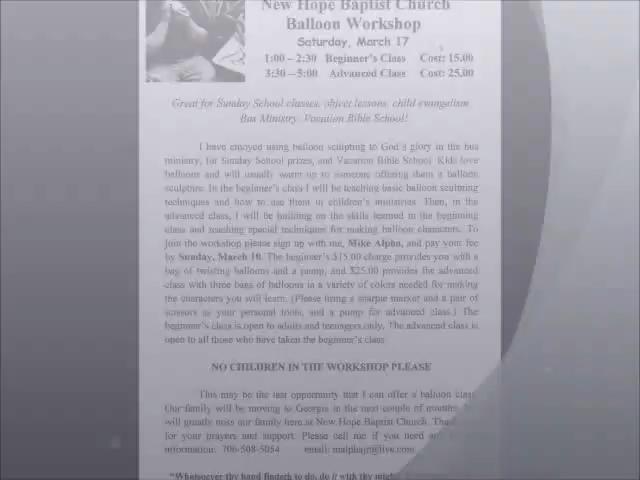 New Hope Baptist Church
Balloon Workshop
Saturday, March 17
1:00 – 2:30 Beginner's Class Cost: 15.00
3:30 – 5:00 Advanced Class Cost: 25.00
Great for Sunday School classes, object lessons, child evangelism
Bus Ministry, Vacation Bible School!
I have enjoyed using balloon sculpting to God's glory in the bus
ministry, for Sunday School prizes, and Vacation Bible School. Kids love
balloons and will usually warm up to someone offering them a balloon
sculpture. In the beginner's class I will be teaching basic balloon sculpting
techniques and how to use them in children's ministries. Then, in the
advanced class, I will be building on the skills learned in the beginning
class and teaching special techniques for making balloon characters. To
join the workshop please sign up with me, Mike Alpha, and pay your fee
by Sunday, March 10. The beginner's $15.00 charge provides you with a
bag of twisting balloons and a pump, and $25.00 provides the advanced
class with three bags of balloons in a variety of colors needed for making
the characters you will learn. (Please bring a sharpie marker and a pair of
scissors as your personal tools, and a pump for advanced class.) The
beginner's class is open to adults and teenagers only. The advanced class is
open to all those who have taken the beginner's class.
NO CHILDREN IN THE WORKSHOP PLEASE
This may be the last opportunity that I can offer a balloon class
Our family will be moving to Georgia in the next couple of months.
will greatly miss our family here at New Hope Baptist Church.
for your prayers and support. Please call me if you need
information. 706-508-5054 email: malphajr@live.com
"Whatsoever thy hand findeth to do, do it with thy might